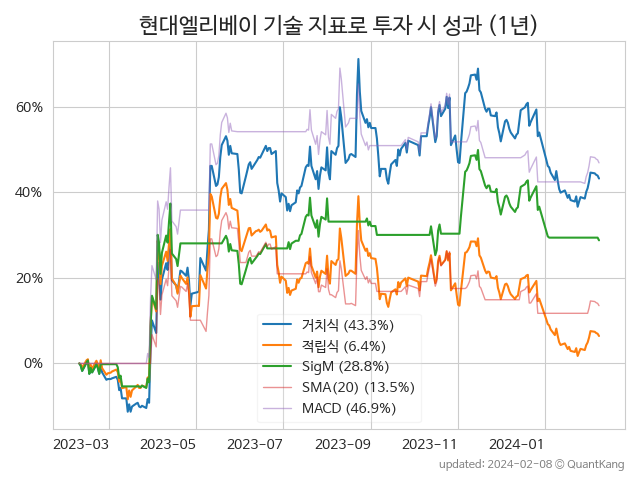 현대엘리베이 기술 지표로 투자 시 성과 (1년)
60%
40%
20%
0%
거치식 (43.3%)
적립식 (6.4%)
SigM (28.8%)
SMA(20) (13.5%)
MACD (46.9%)
2023-03 2023-05 2023-07 2023-09 2023-11 2024-01
updated: 2024-02-08 © QuantKang